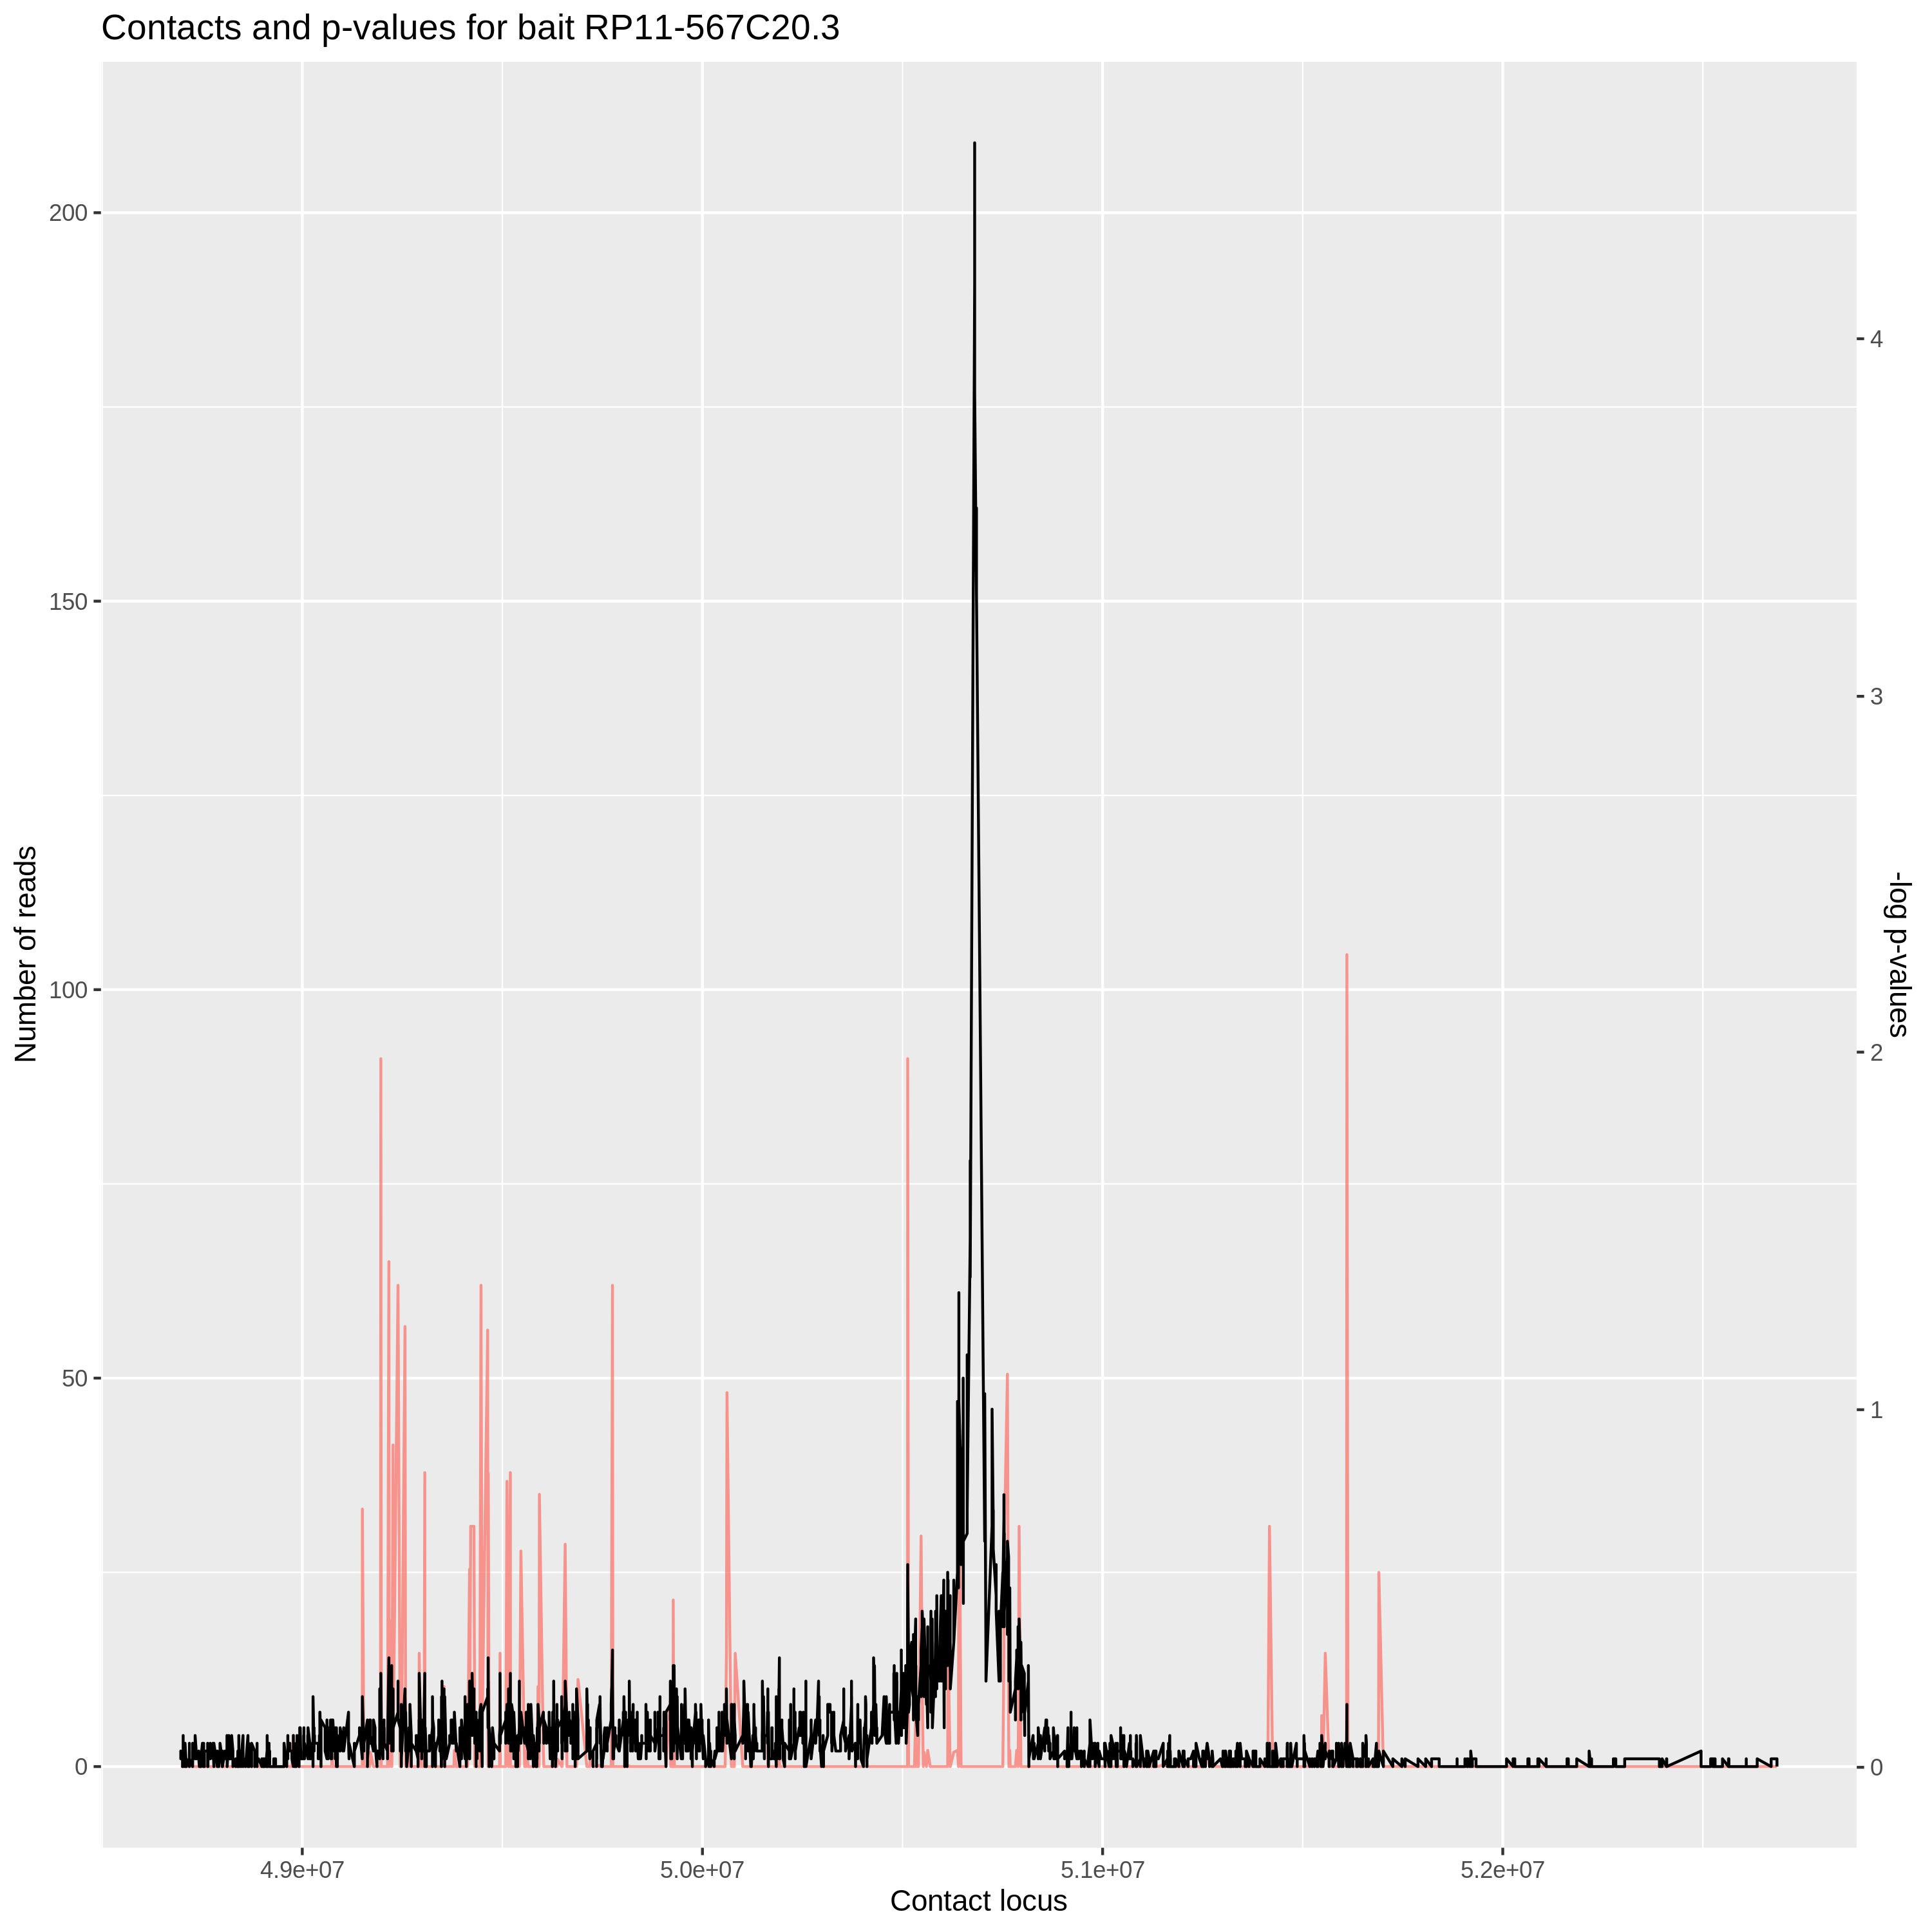 Contacts and p-values for bait RP11-567C20.3
200
150
100
50
0
Number of reads
4
3
2
1
0
-log p-values
4.9e+07
5.0e+07
5.1e+07
5.2e+07
Contact locus